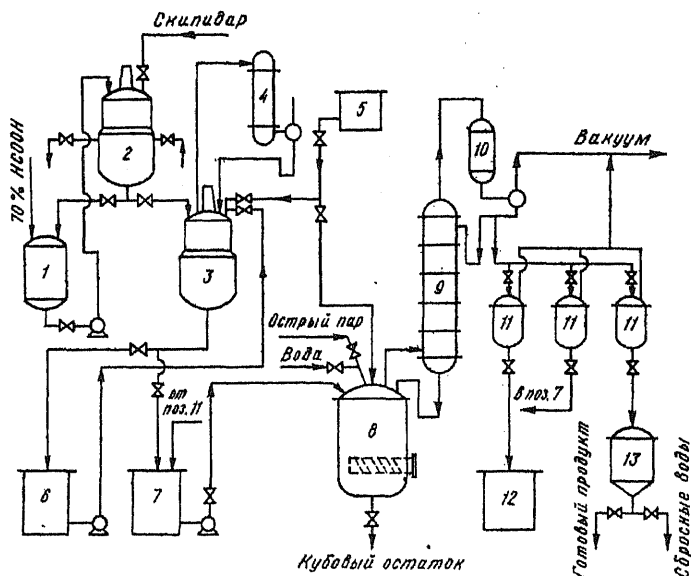 Скипидар
4
5
10
Вакуум
2
70% НСООН
1
3
9
11
11
11
Острый пар
Вода
от
поз. 11
в поз. 7
8
6
7
12
13
Готовый продукт
Сбросные воды
Кубовый остаток